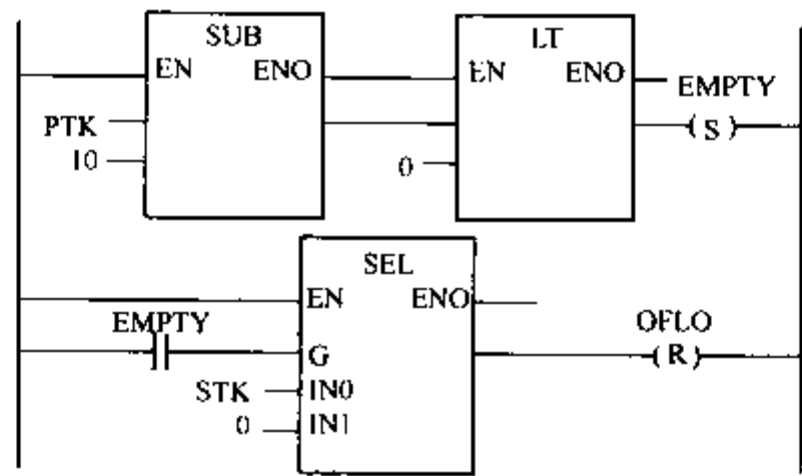 SUB
LT
EN ENO
EN ENO
EMPTY
PTK
(S)
10
0
SEL
EN ENO
EMPTY
OFLO
G
(R)
STK
IN0
0
IN1